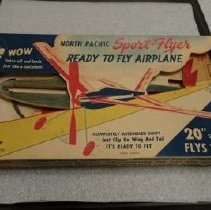 WOW
NORTH PACIFIC Sport-Flyer
READY TO FLY AIRPLANE
COMPLETELY ASSEMBLED BODY
Just Clip On Wing And Tail
IT'S READY TO FLY
20"
FLYS